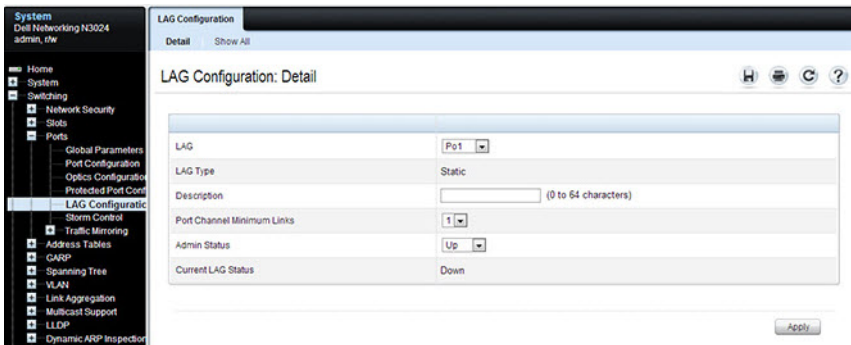 System
Dell Networking N3024
admin, r/w
Home
System
Switching
Network Security
Slots
Ports
Global Parameters
Port Configuration
Optics Configuratio
Protected Port Conf
LAG Configuratic
Storm Control
Traffic Mirroring
Address Tables
GARP
Spanning Tree
VLAN
Link Aggregation
Multicast Support
LLDP
Dynamic ARP Inspection
LAG Configuration
Detail Show All
LAG Configuration: Detail
LAG Po1
LAG Type Static
Description (0 to 64 characters)
Port Channel Minimum Links 1
Admin Status Up
Current LAG Status Down
Apply